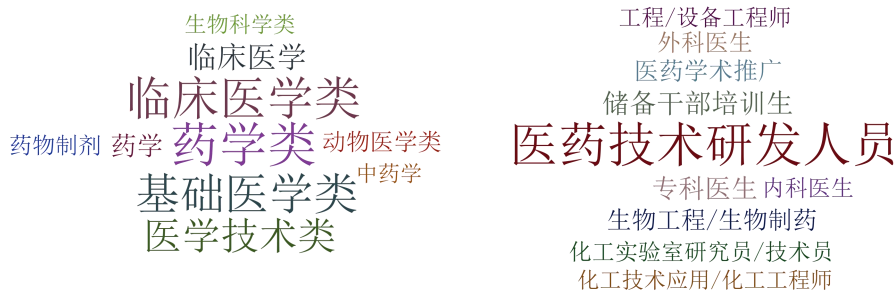 生物科学类
临床医学
临床医学类
药物制剂
药学
药学类
动物医学类
中药学
基础医学类
医学技术类
工程/设备工程师
外科医生
医药学术推广
储备干部培训生
医药技术研发人员
专科医生
内科医生
生物工程/生物制药
化工实验室研究员/技术员
化工技术应用/化工工程师